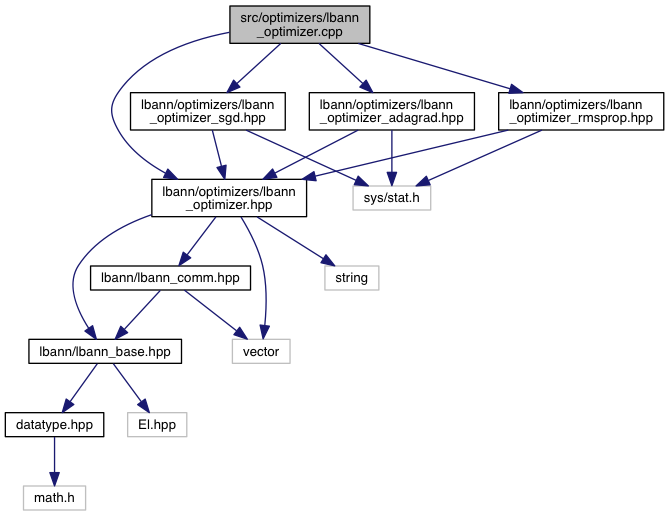 src/optimizers/lbann
_optimizer.cpp
lbann/optimizers/lbann
_optimizer_sgd.hpp
lbann/optimizers/lbann
_optimizer_adagrad.hpp
lbann/optimizers/lbann
_optimizer_rmsprop.hpp
lbann/optimizers/lbann
_optimizer.hpp
sys/stat.h
lbann/lbann_comm.hpp
string
lbann/lbann_base.hpp
vector
datatype.hpp
El.hpp
math.h